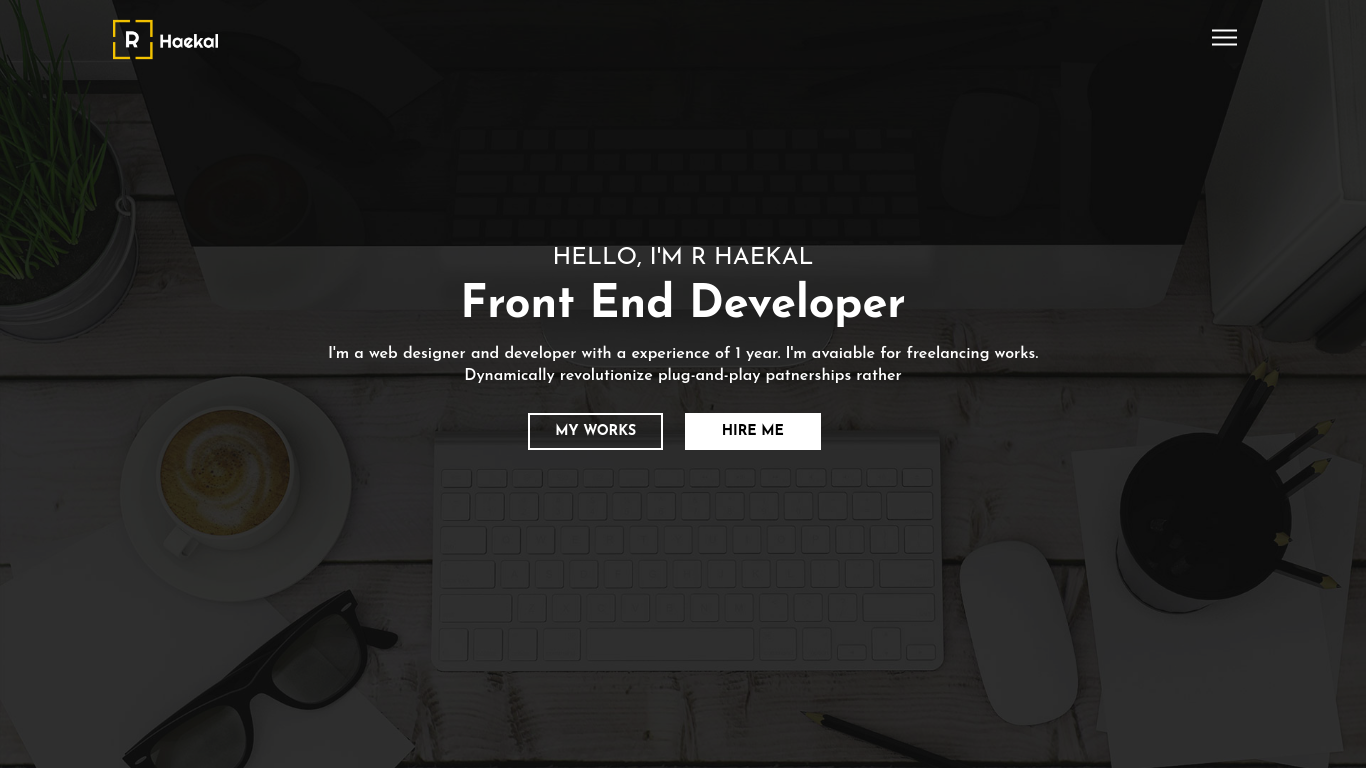 R Haekal
HELLO, I'M R HAEKAL
Front End Developer
I'm a web designer and developer with a experience of 1 year. I'm avaiable for freelancing works.
Dynamically revolutionize plug-and-play patnerships rather
MY WORKS HIRE ME